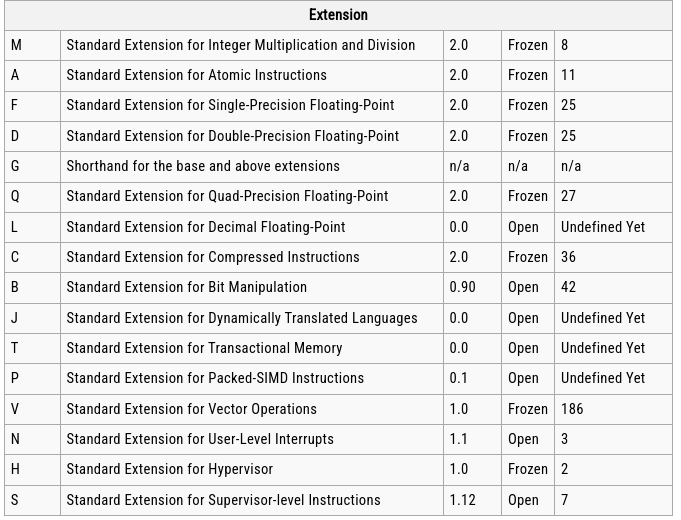 Extension
M Standard Extension for Integer Multiplication and Division 2.0 Frozen 8
A Standard Extension for Atomic Instructions 2.0 Frozen 11
F Standard Extension for Single-Precision Floating-Point 2.0 Frozen 25
D Standard Extension for Double-Precision Floating-Point 2.0 Frozen 25
G Shorthand for the base and above extensions n/a n/a n/a
Q Standard Extension for Quad-Precision Floating-Point 2.0 Frozen 27
L Standard Extension for Decimal Floating-Point 0.0 Open Undefined Yet
C Standard Extension for Compressed Instructions 2.0 Frozen 36
B Standard Extension for Bit Manipulation 0.90 Open 42
J Standard Extension for Dynamically Translated Languages 0.0 Open Undefined Yet
T Standard Extension for Transactional Memory 0.0 Open Undefined Yet
P Standard Extension for Packed-SIMD Instructions 0.1 Open Undefined Yet
V Standard Extension for Vector Operations 1.0 Frozen 186
N Standard Extension for User-Level Interrupts 1.1 Open 3
H Standard Extension for Hypervisor 1.0 Frozen 2
S Standard Extension for Supervisor-level Instructions 1.12 Open 7